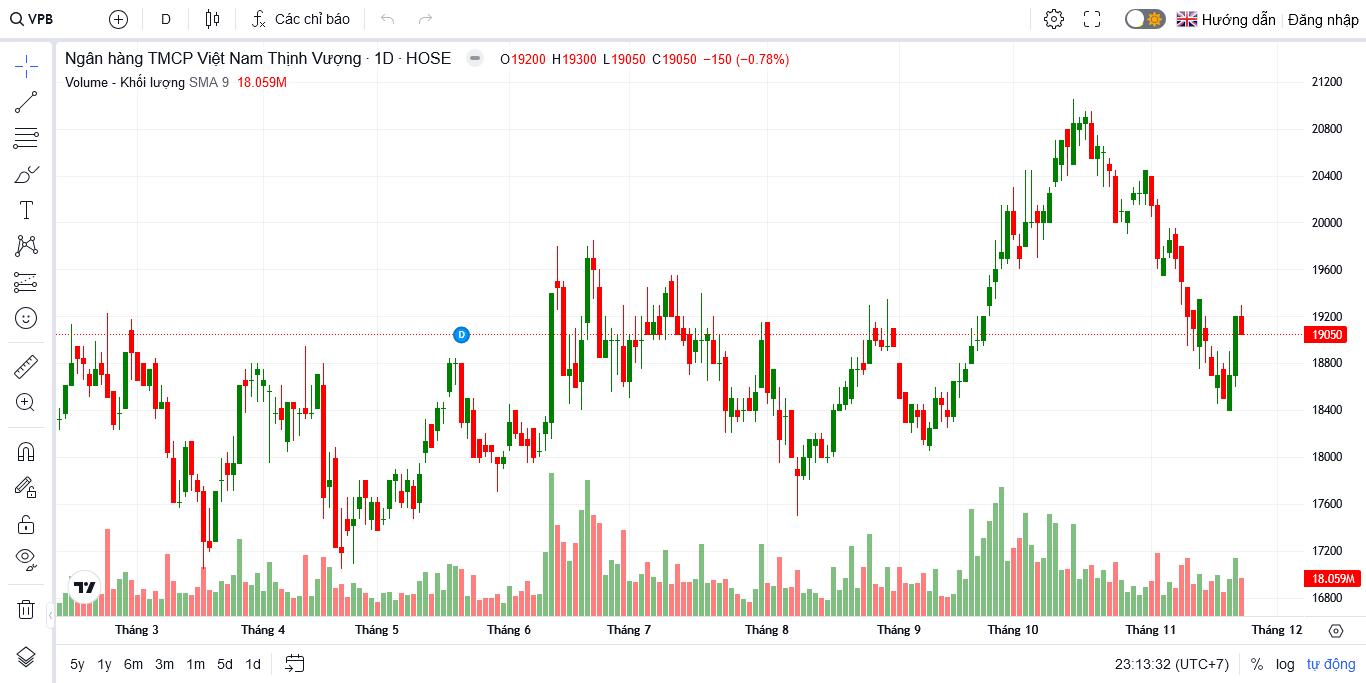 VPB D Các chỉ báo Hướng dẫn Đăng nhập
Ngân hàng TMCP Việt Nam Thịnh Vượng · 1D · HOSE O19200 H19300 L19050 C19050 −150 (−0.78%)
Volume - Khối lượng SMA 9 18.059M
21200
20800
20400
20000
19600
19200
D
19050
18800
18400
18000
17600
17200
18.059M
16800
Tháng 3 Tháng 4 Tháng 5 Tháng 6 Tháng 7 Tháng 8 Tháng 9 Tháng 10 Tháng 11 Tháng 12
5y 1y 6m 3m 1m 5d 1d 23:13:32 (UTC+7) % log tự động